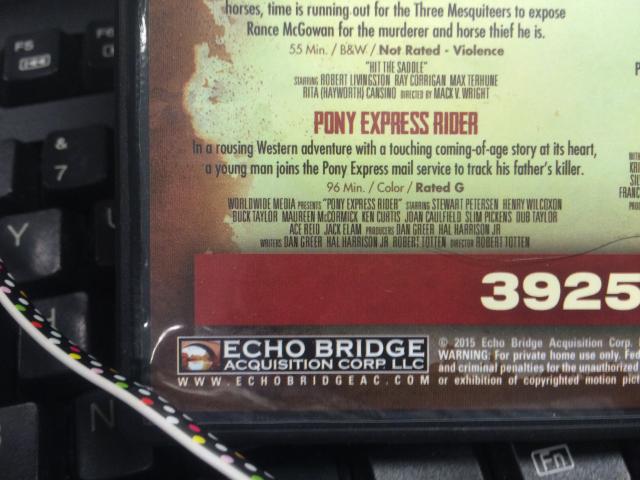 horses, time is running out for the Three Mesquiteers to expose
Rance McGowan for the murderer and horse thief he is.
55 Min. / B&W / Not Rated - Violence
"HIT THE SADDLE"
STARRING ROBERT LIVINGSTON RAY CORRIGAN MAX TERHUNE
RITA (HAYWORTH) CANSINO DIRECTED BY MACK V. WRIGHT
PONY EXPRESS RIDER
In a rousing Western adventure with a touching coming-of-age story at its heart,
a young man joins the Pony Express mail service to track his father's killer.
96 Min. / Color / Rated G
WORLDWIDE MEDIA PRESENTS "PONY EXPRESS RIDER" STARRING STEWART PETERSEN HENRY WILCOXON
BUCK TAYLOR MAUREEN McCORMICK KEN CURTIS JOAN CAULFIELD SLIM PICKENS DUB TAYLOR
ACE REID JACK ELAM PRODUCERS DAN GREER HAL HARRISON JR
WRITERS DAN GREER HAL HARRISON JR ROBERT TOTTEN DIRECTOR ROBERT TOTTEN
3925
ECHO BRIDGE
ACQUISITION CORP. LLC
WWW.ECHOBRIDGEAC.COM
© 2015 Echo Bridge Acquisition Corp.
WARNING: For private home use only. Fed
and criminal penalties for the unauthorized
or exhibition of copyrighted motion pic
F5
&
7
Y
N
Fn